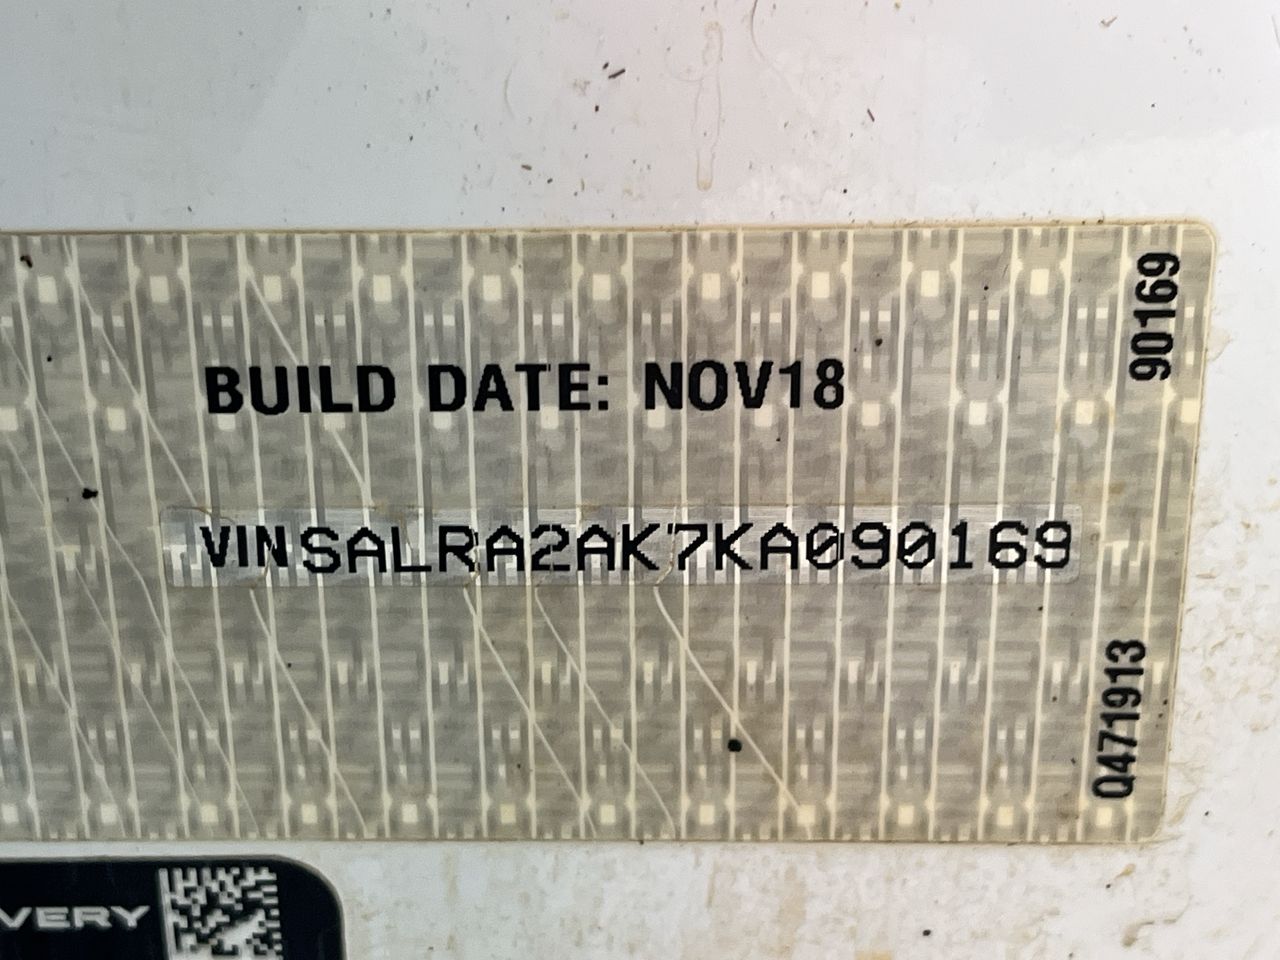 BUILD DATE: NOV18
VINSALRA2AK7KA090169
90169
Q471913
VERY